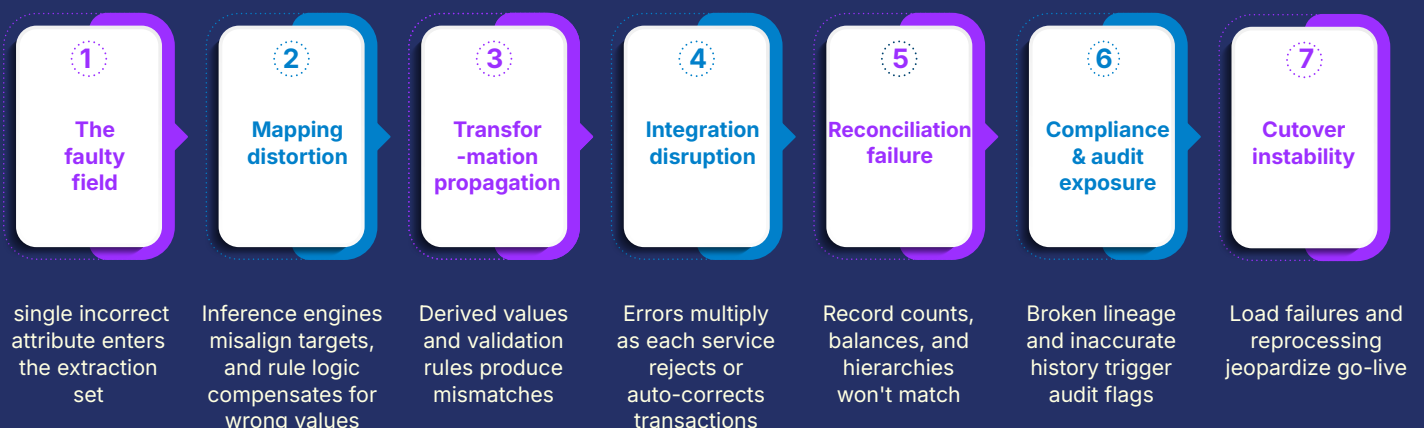 1
The
faulty
field
single incorrect
attribute enters
the extraction
set
2
Mapping
distortion
Inference engines
misalign targets,
and rule logic
compensates for
wrong values
3
Transfor
-mation
propagation
Derived values
and validation
rules produce
mismatches
4
Integration
disruption
Errors multiply
as each service
rejects or
auto-corrects
transactions
5
Reconciliation
failure
Record counts,
balances, and
hierarchies
won't match
6
Compliance
& audit
exposure
Broken lineage
and inaccurate
history trigger
audit flags
7
Cutover
instability
Load failures and
reprocessing
jeopardize go-live